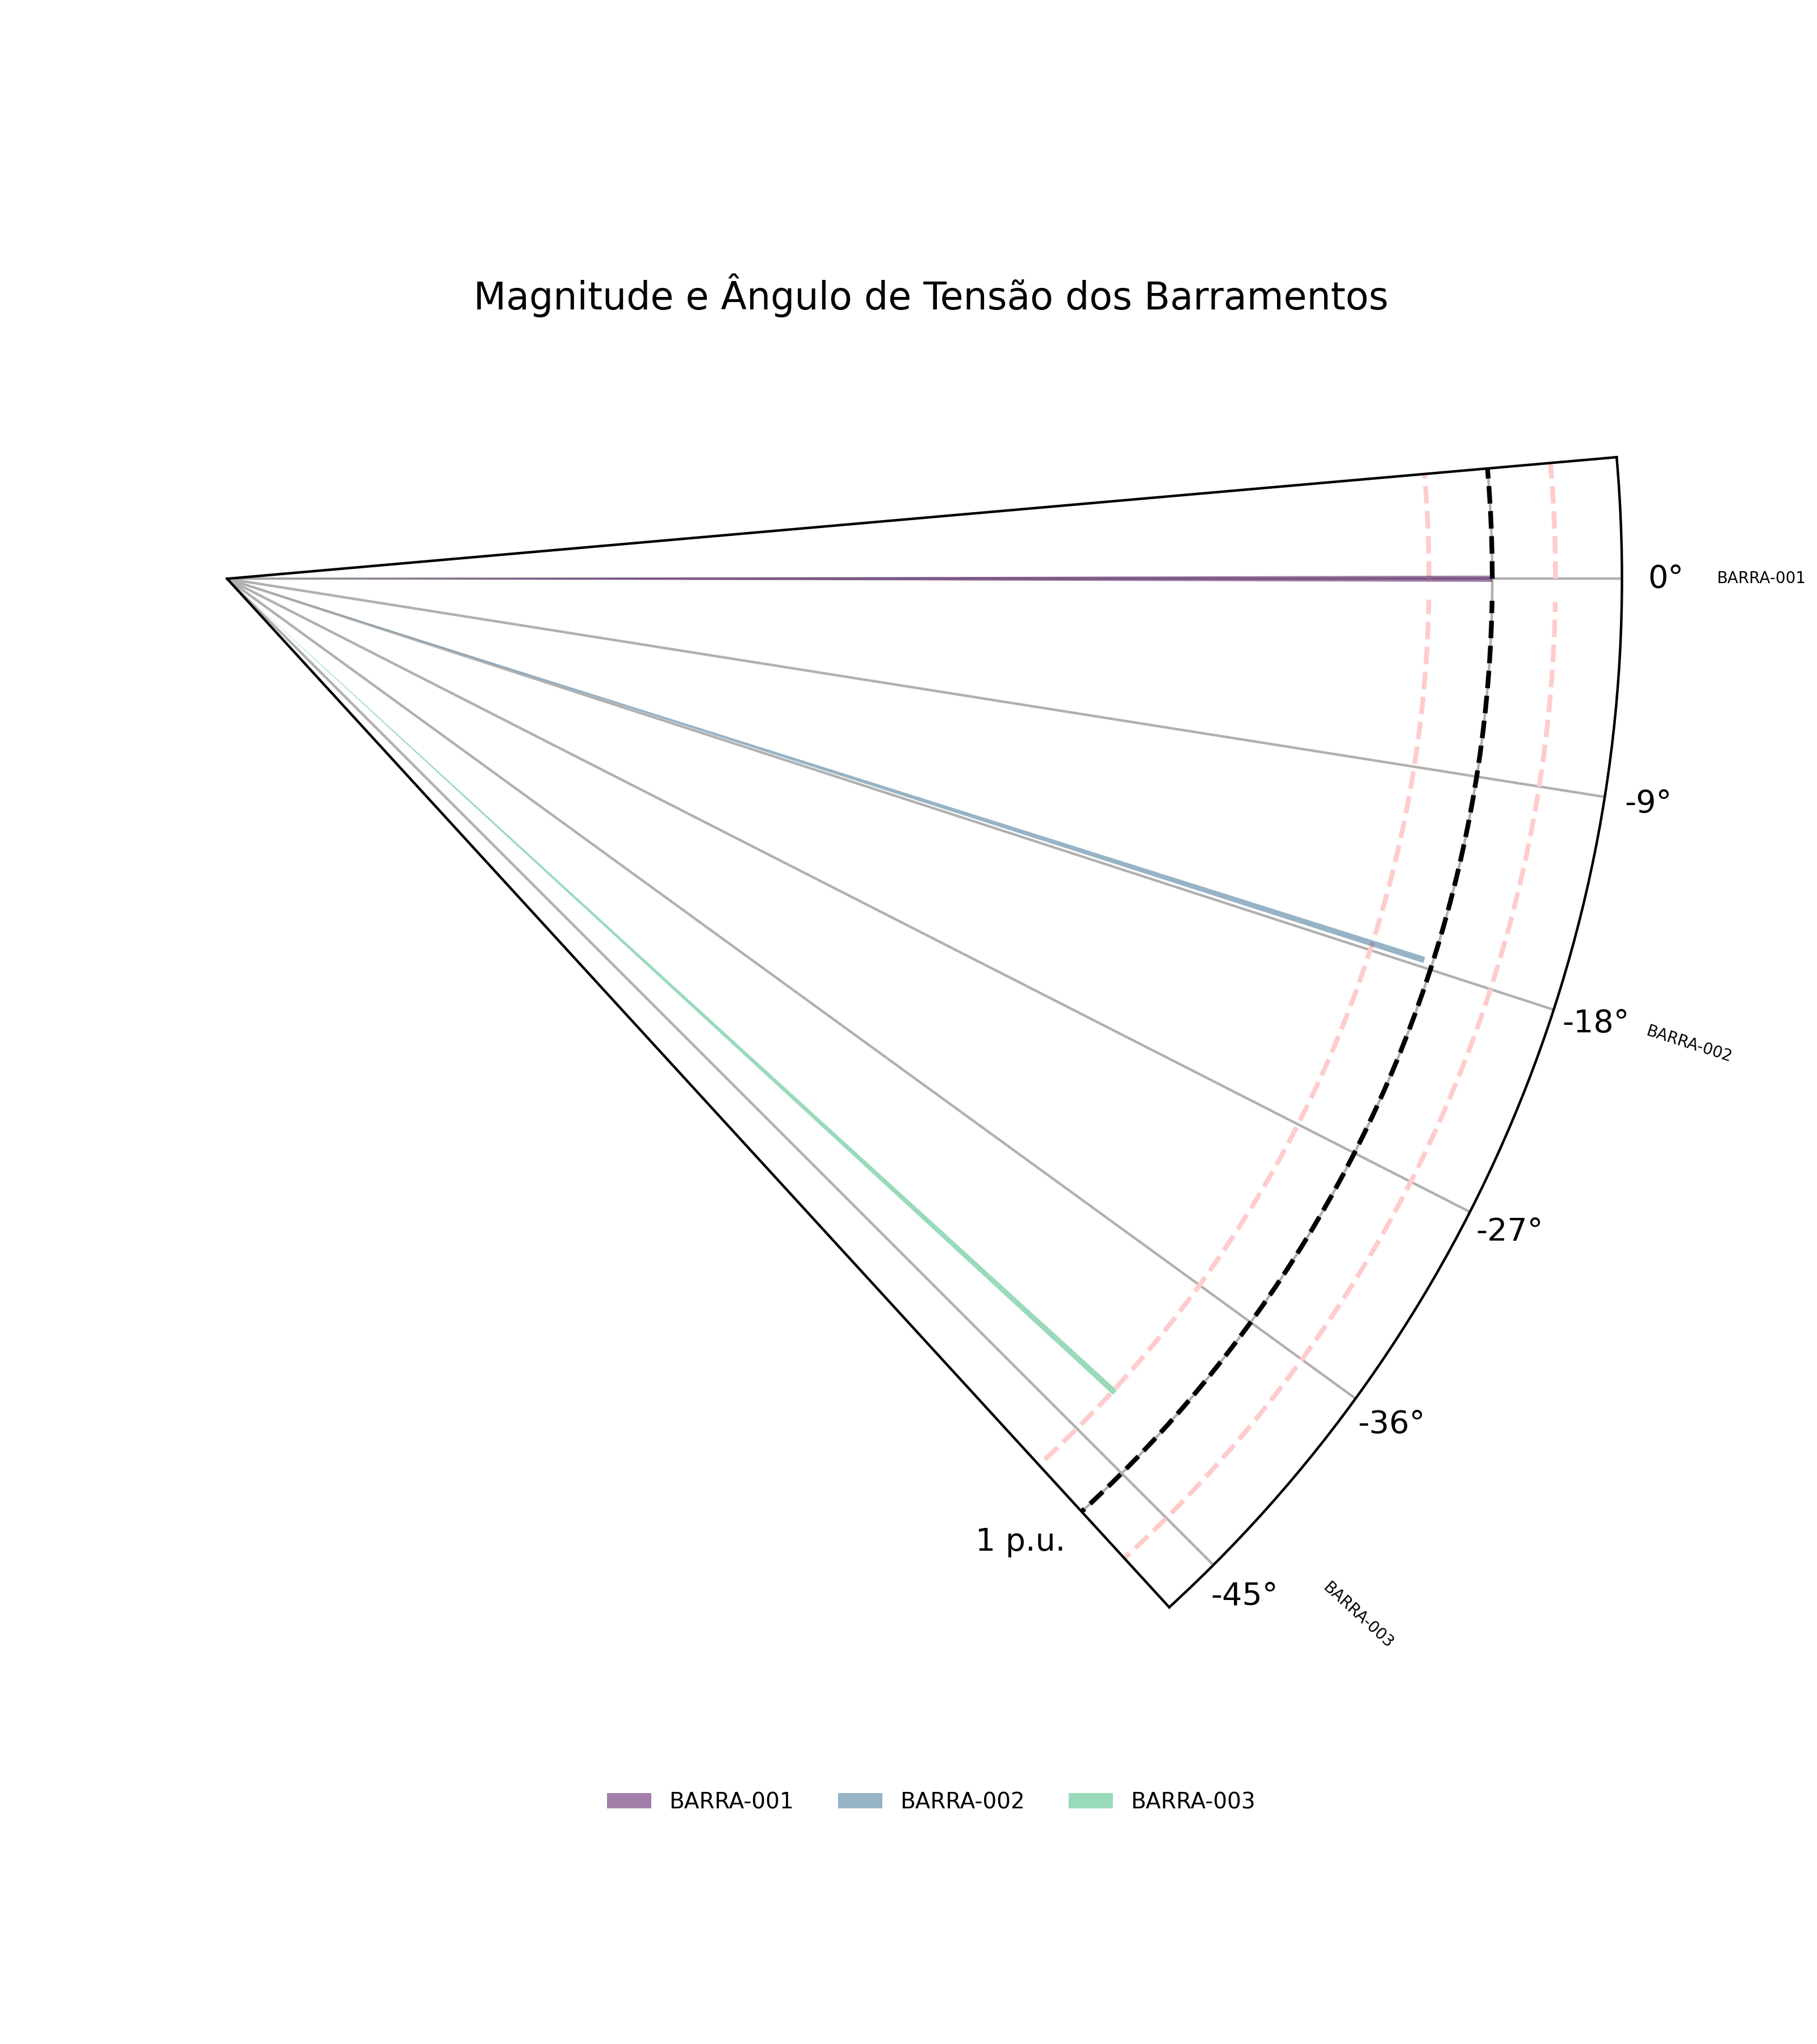 Magnitude e Ângulo de Tensão dos Barramentos
0°
BARRA-001
-9°
-18°
BARRA-002
-27°
-36°
1 p.u.
-45°
BARRA-003
BARRA-001
BARRA-002
BARRA-003